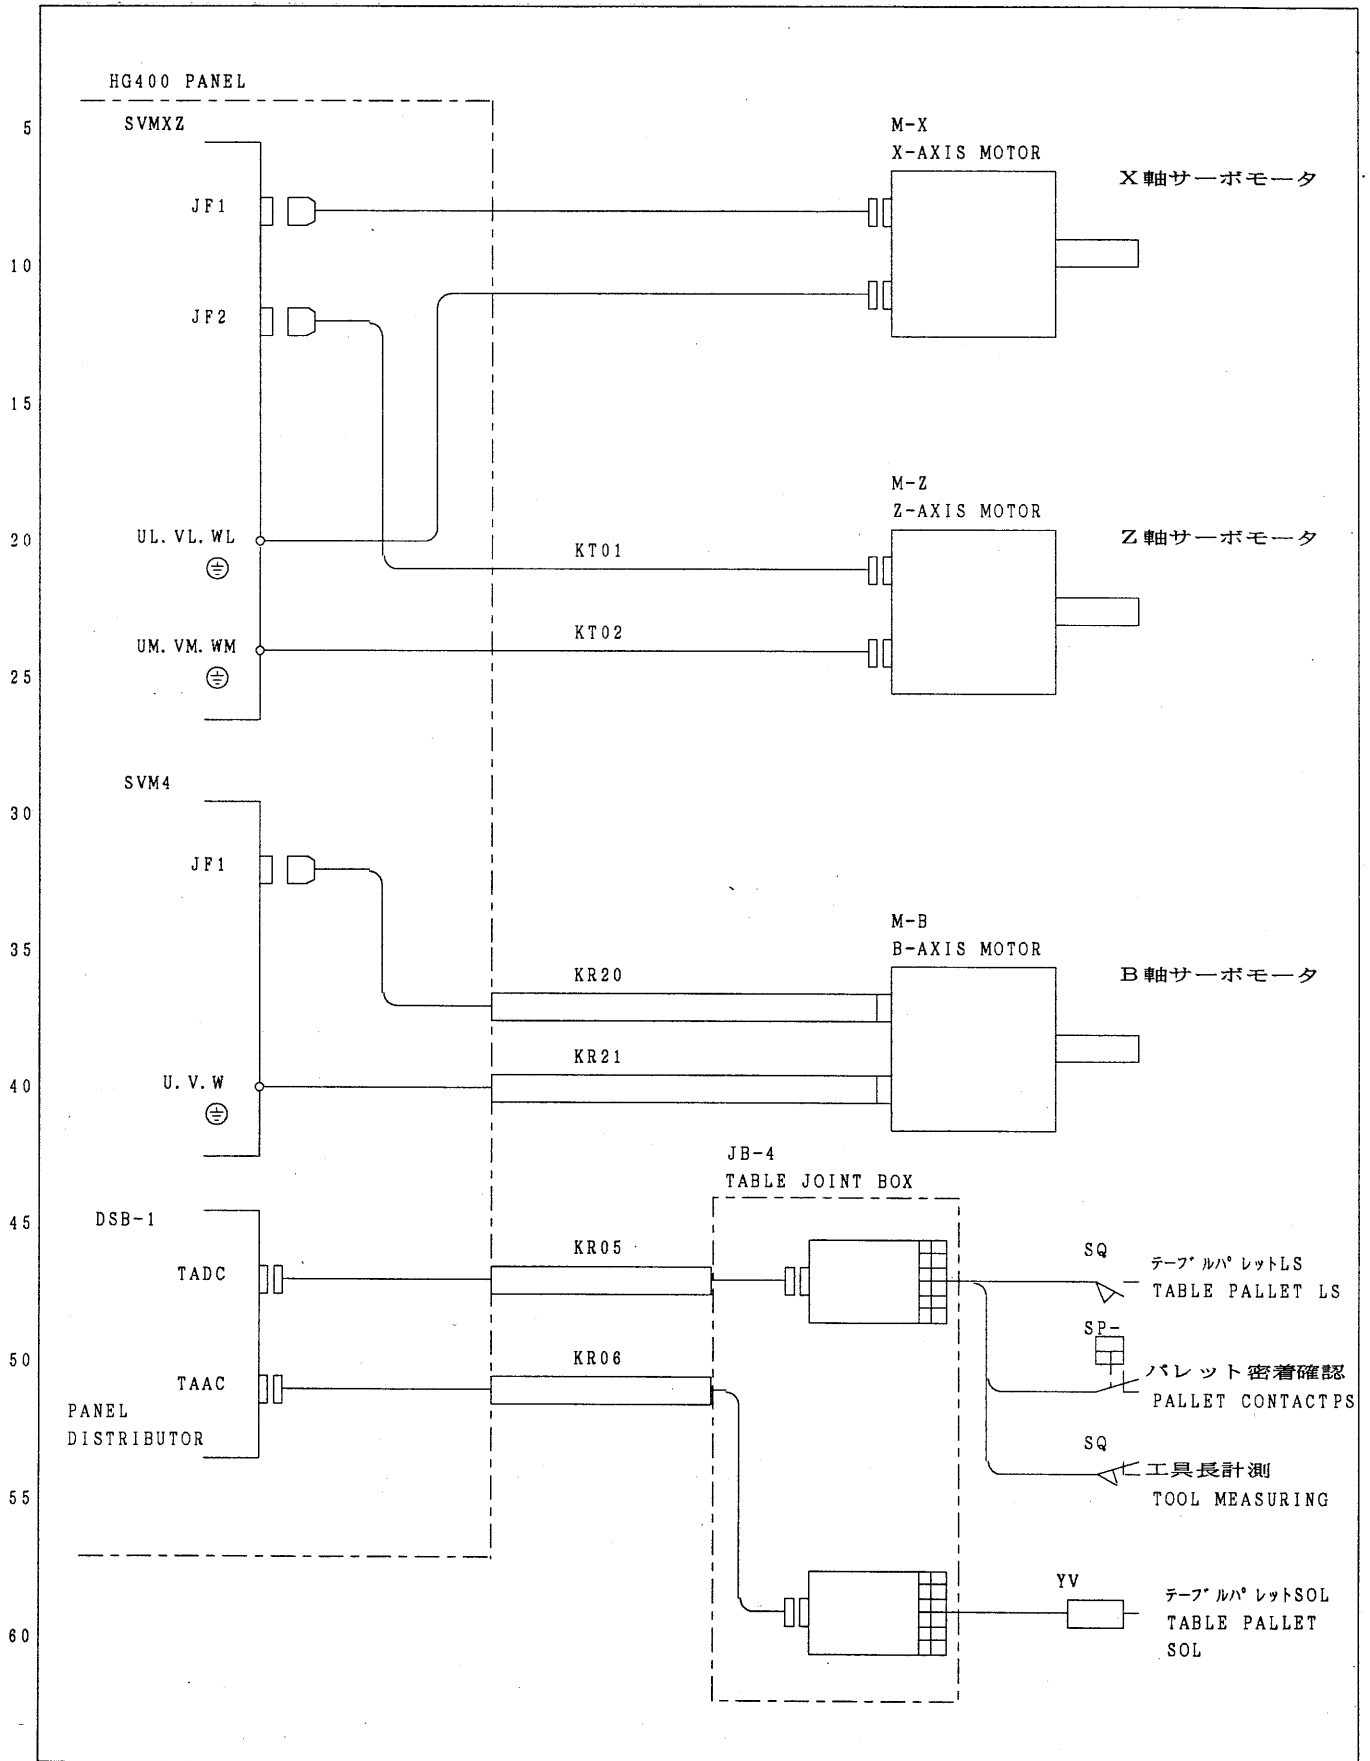 HG400 PANEL
5
SVMXZ
M-X
X-AXIS MOTOR
X軸サーボモータ
JF1
10
JF2
15
M-Z
Z-AXIS MOTOR
20
UL. VL. WL
KT01
Z軸サーボモータ
UM. VM. WM
KT02
25
SVM4
30
JF1
M-B
35
B-AXIS MOTOR
KR20
B軸サーボモータ
KR21
40
U. V. W
JB-4
TABLE JOINT BOX
45
DSB-1
KR05
SQ
テーブルパレットLS
TADC
TABLE PALLET LS
SP-
50
KR06
パレット密着確認
TAAC
PALLET CONTACTPS
PANEL
DISTRIBUTOR
SQ
工具長計測
55
TOOL MEASURING
YV
テーブルパレットSOL
60
TABLE PALLET
SOL